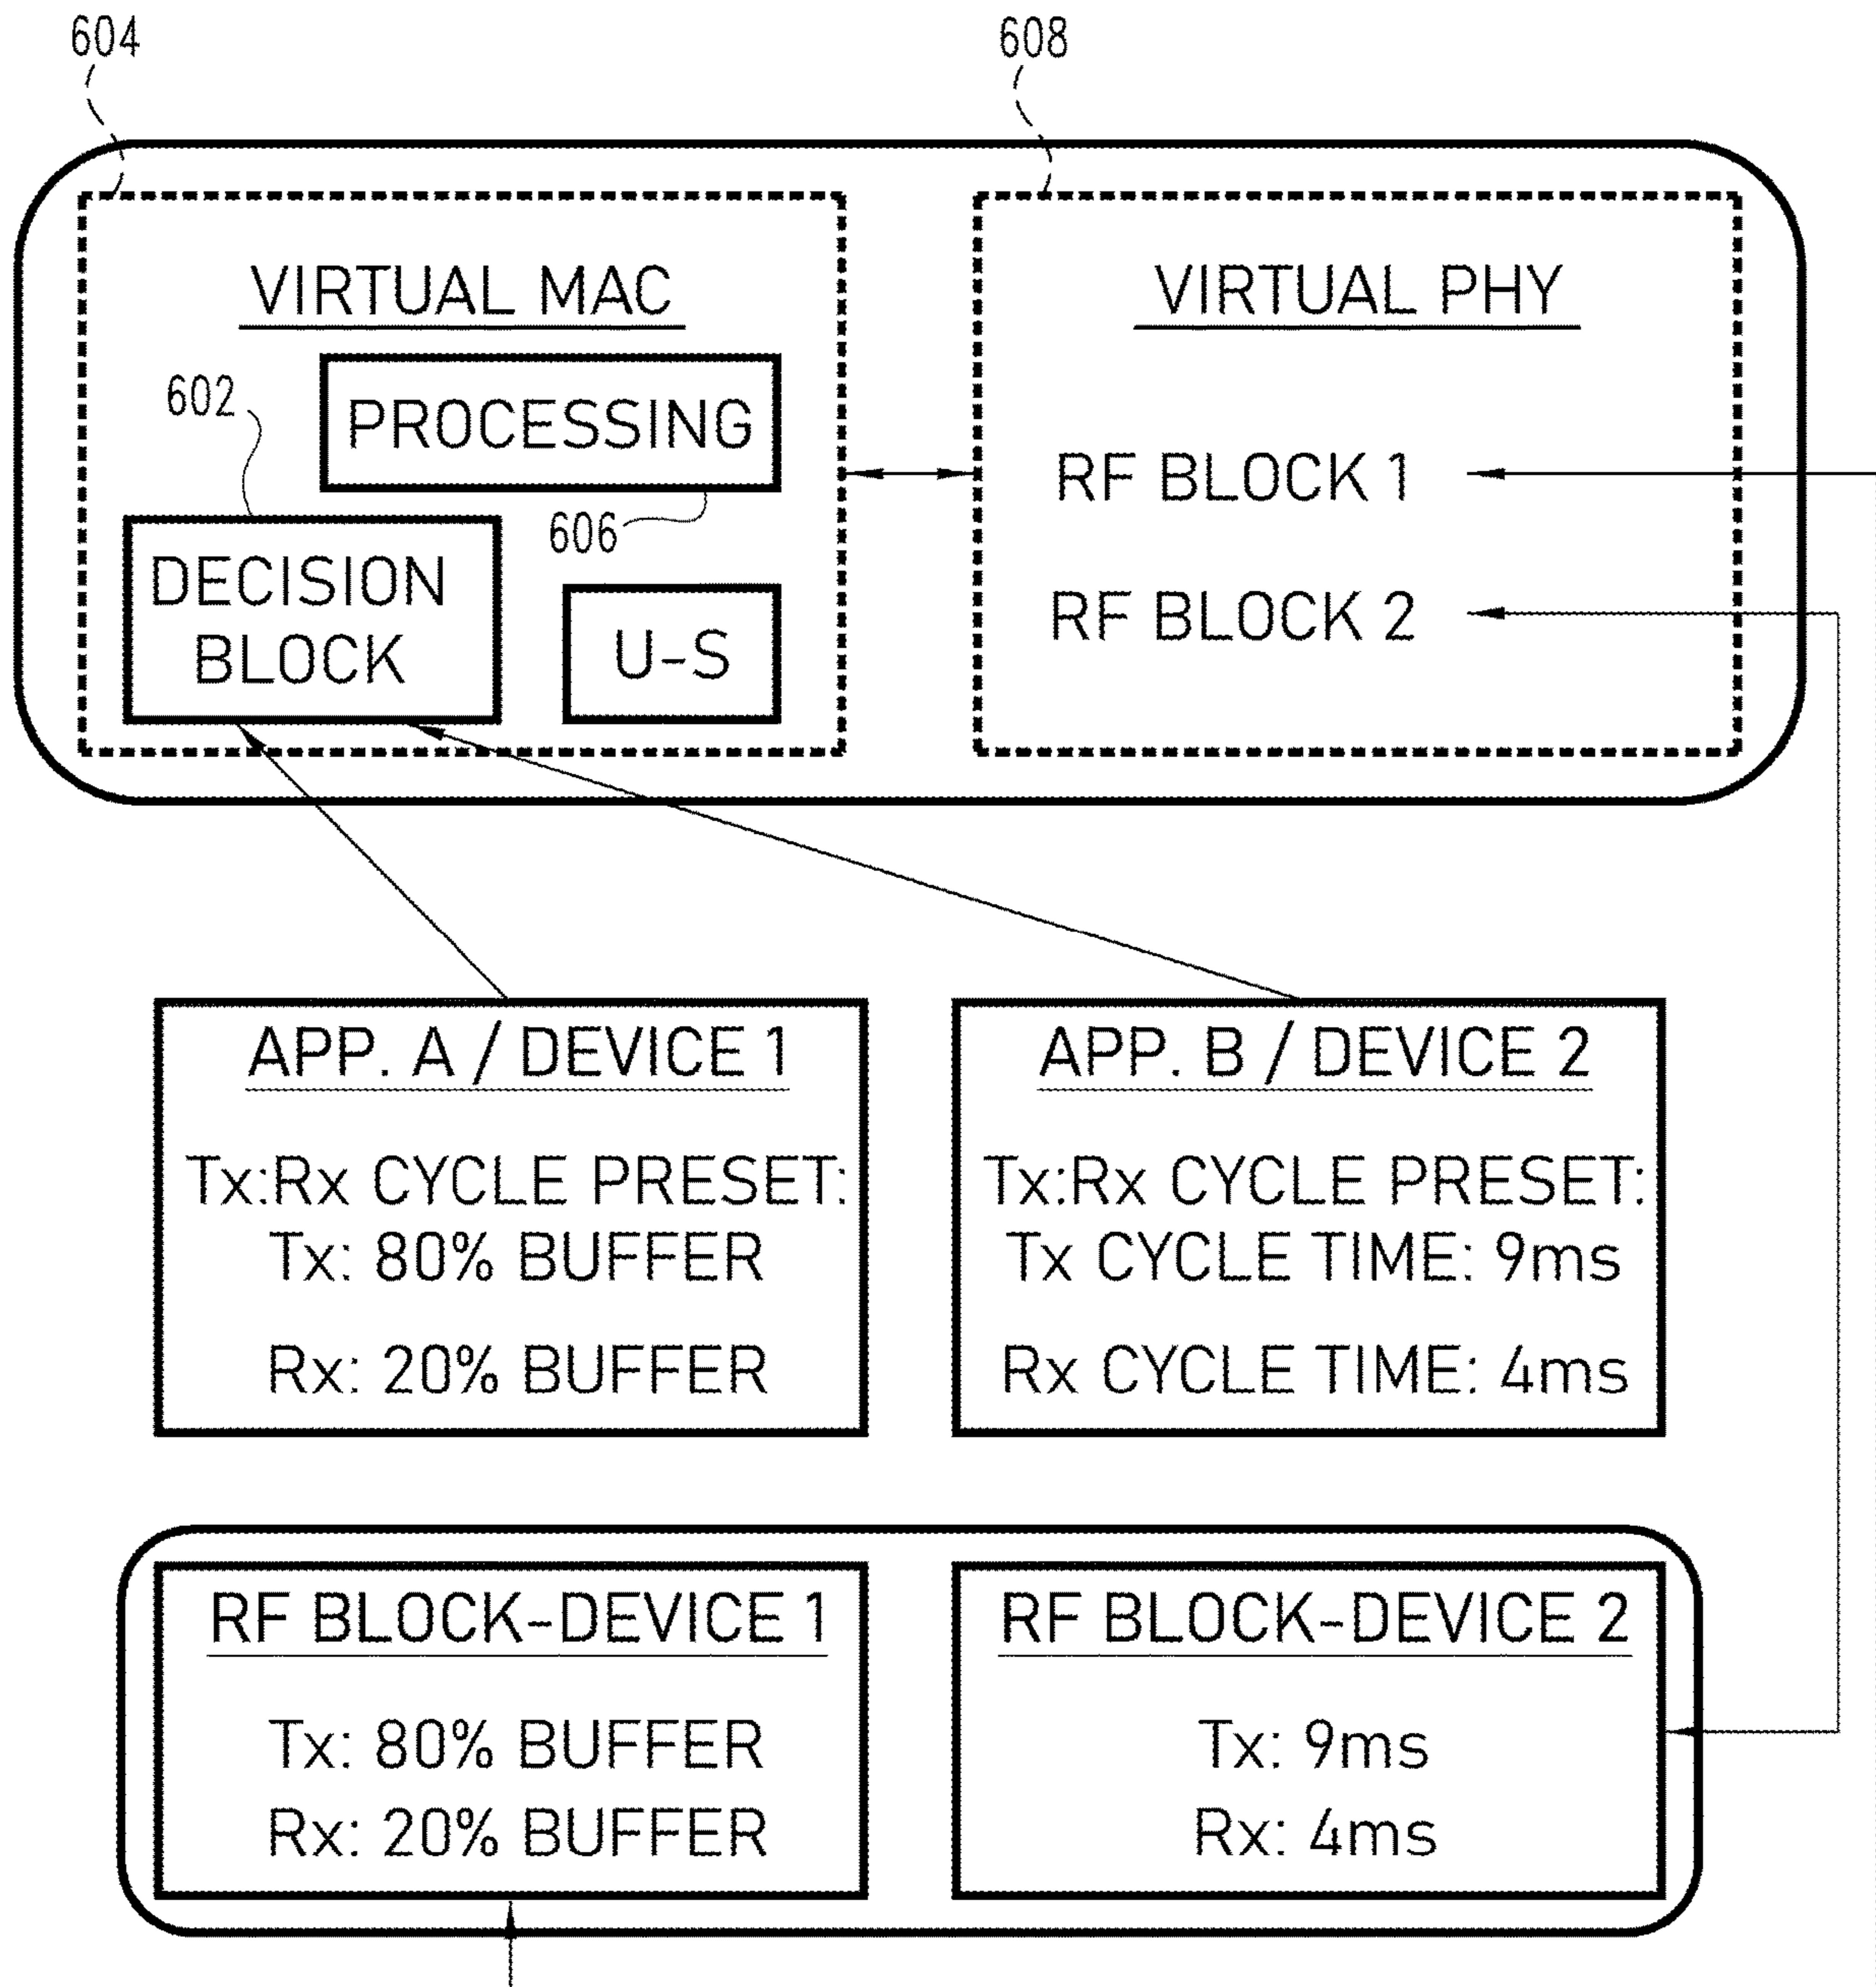 604
608
VIRTUAL MAC
VIRTUAL PHY
602
PROCESSING
606
DECISION
BLOCK
U-S
RF BLOCK 1
RF BLOCK 2
APP. A / DEVICE 1
Tx:Rx CYCLE PRESET:
Tx: 80% BUFFER
Rx: 20% BUFFER
APP. B / DEVICE 2
Tx:Rx CYCLE PRESET:
Tx CYCLE TIME: 9ms
Rx CYCLE TIME: 4ms
RF BLOCK-DEVICE 1
Tx: 80% BUFFER
Rx: 20% BUFFER
RF BLOCK-DEVICE 2
Tx: 9ms
Rx: 4ms